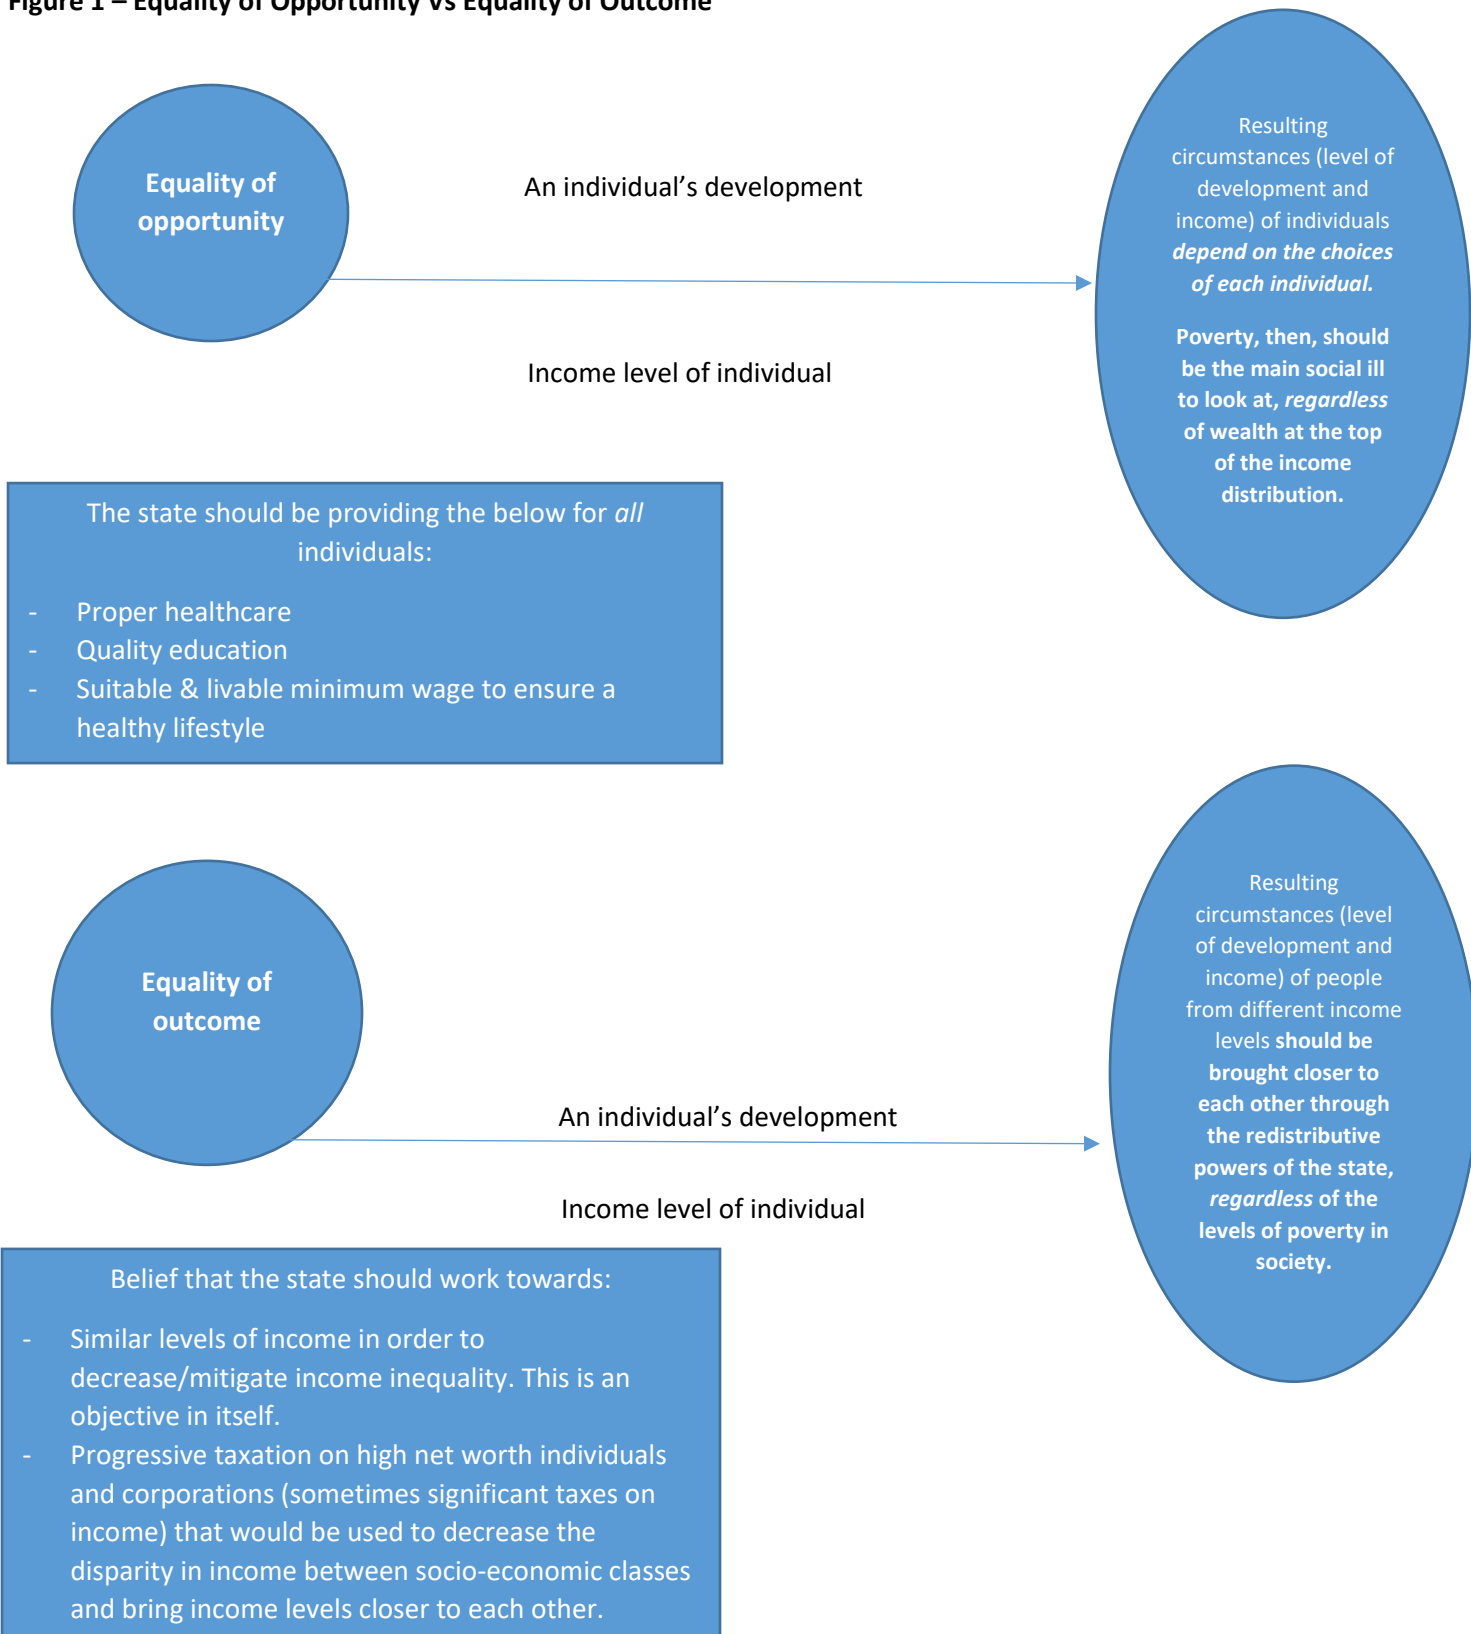 Figure 1 – Equality of Opportunity Vs Equality of Outcome
Equality of
opportunity
An individual’s development
Income level of individual
Resulting
circumstances (level of
development and
income) of individuals
depend on the choices
of each individual.
Poverty, then, should
be the main social ill
to look at, regardless
of wealth at the top
of the income
distribution.
The state should be providing the below for all
individuals:
- Proper healthcare
- Quality education
- Suitable & livable minimum wage to ensure a
healthy lifestyle
Equality of
outcome
An individual’s development
Income level of individual
Resulting
circumstances (level
of development and
income) of people
from different income
levels should be
brought closer to
each other through
the redistributive
powers of the state,
regardless of the
levels of poverty in
society.
Belief that the state should work towards:
- Similar levels of income in order to
decrease/mitigate income inequality. This is an
objective in itself.
- Progressive taxation on high net worth individuals
and corporations (sometimes significant taxes on
income) that would be used to decrease the
disparity in income between socio-economic classes
and bring income levels closer to each other.